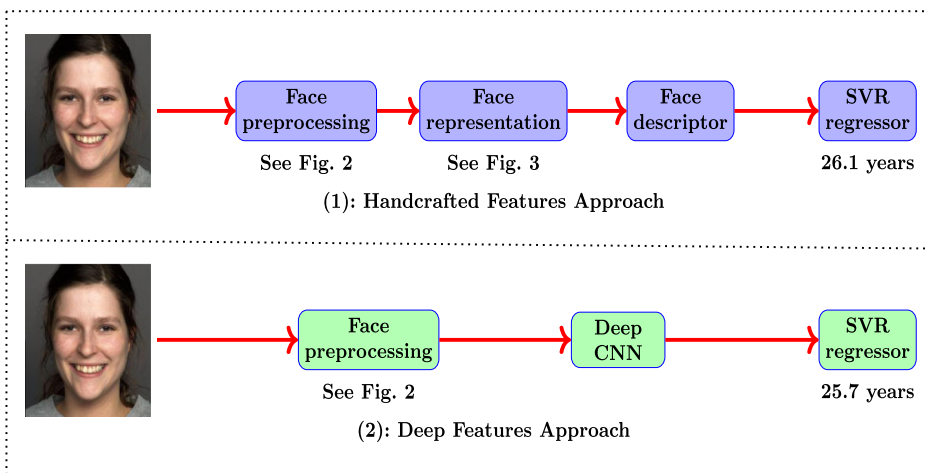 Face
preprocessing
Face
representation
Face
descriptor
SVR
regressor
See Fig. 2
See Fig. 3
26.1 years
(1): Handcrafted Features Approach
Face
preprocessing
Deep
CNN
SVR
regressor
See Fig. 2
25.7 years
(2): Deep Features Approach